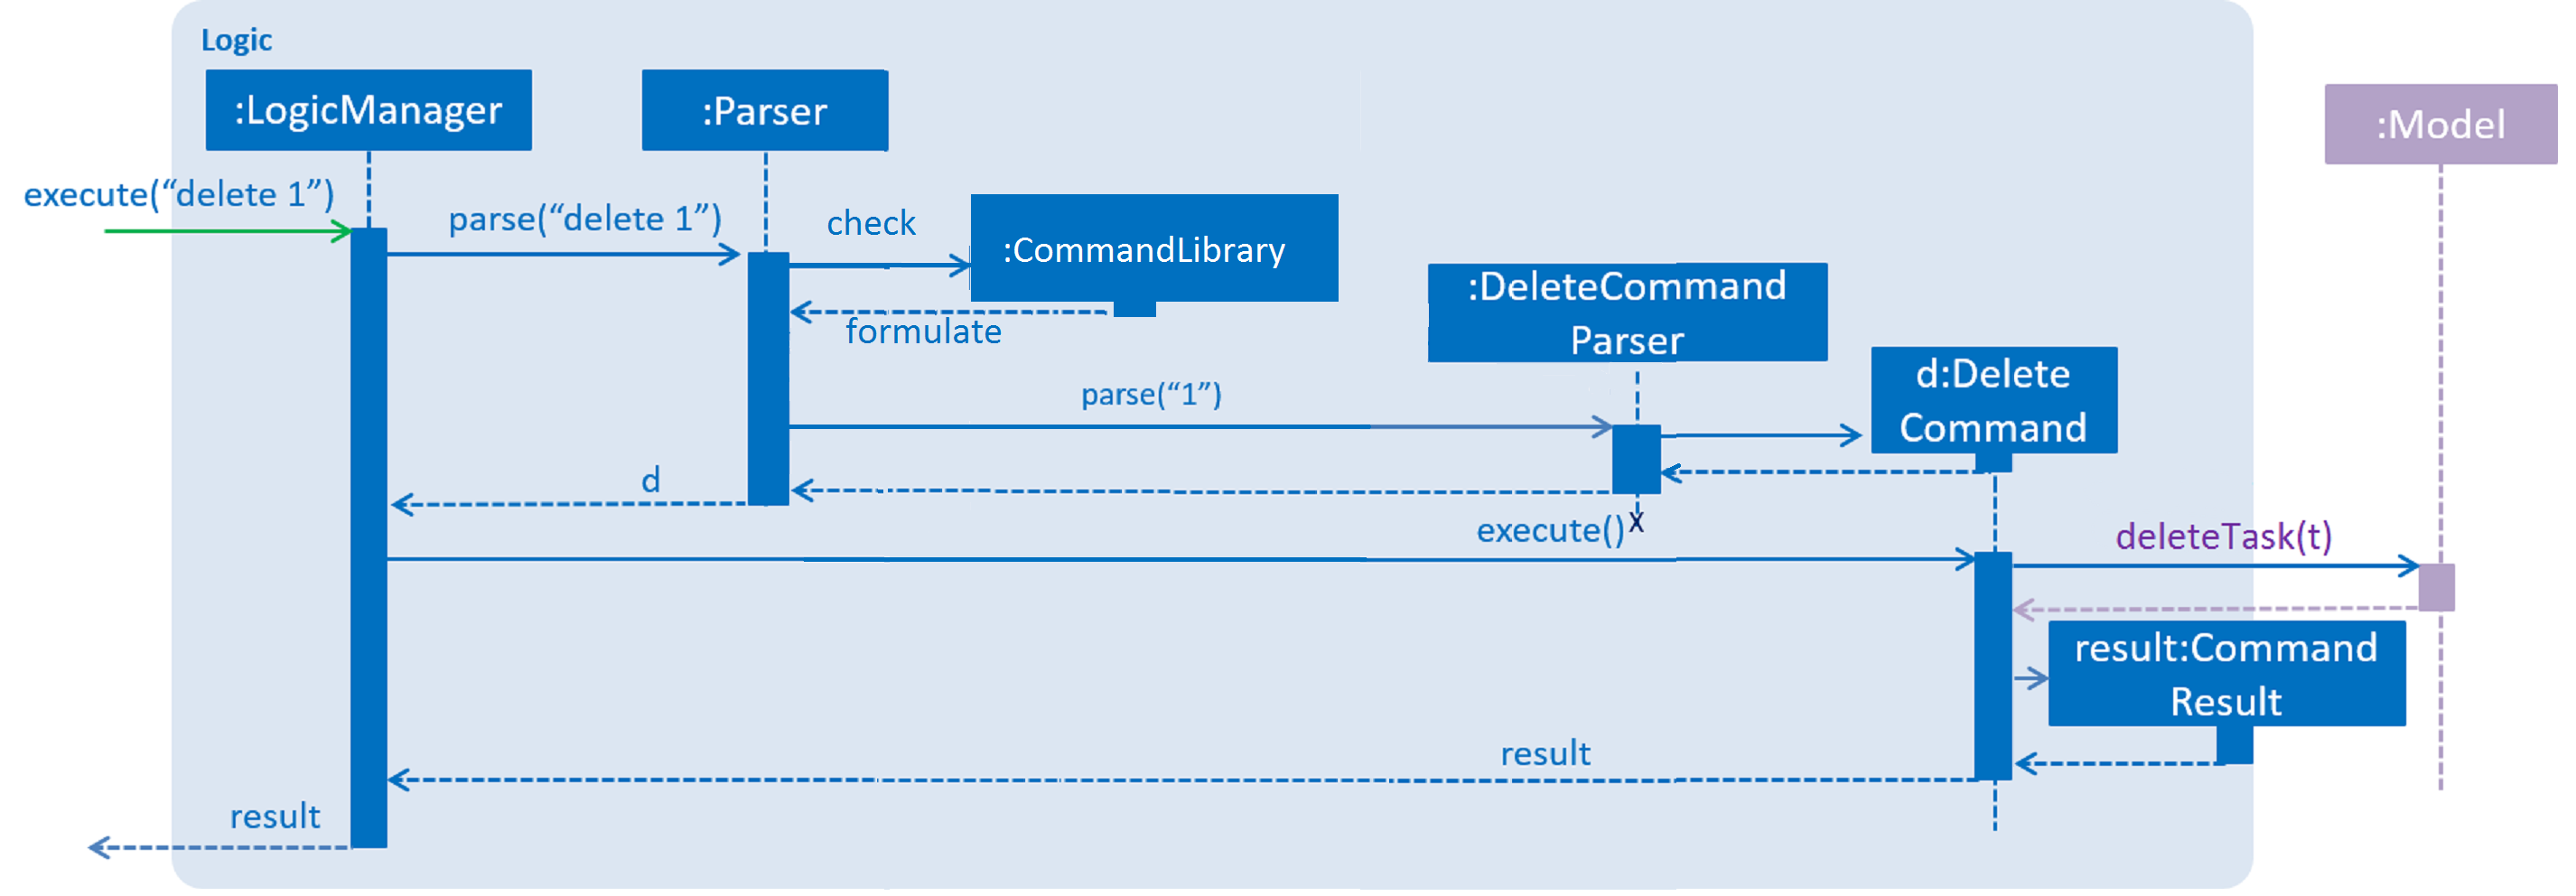 Logic
:LogicManager
:Parser
:Model
execute(“delete 1”)
parse(“delete 1”)
check
:CommandLibrary
formulate
:DeleteCommand
Parser
d:Delete
Command
parse(“1”)
d
execute()
X
deleteTask(t)
result:Command
Result
result
result